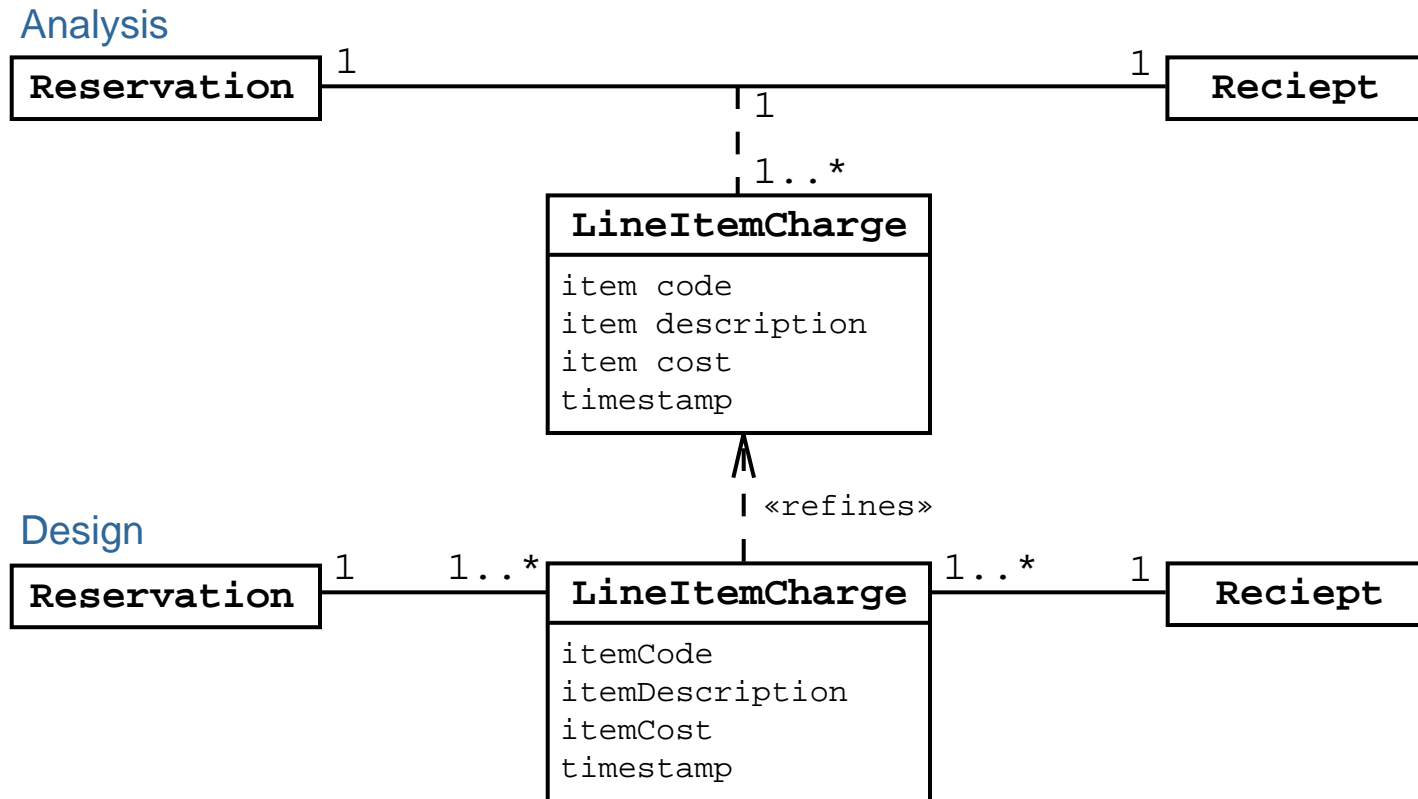 Analysis
Reservation 1 1 Reciept
1
1..*
LineItemCharge
item code
item description
item cost
timestamp
«refines»
Design
Reservation 1 1..* LineItemCharge 1..* 1 Reciept
itemCode
itemDescription
itemCost
timestamp